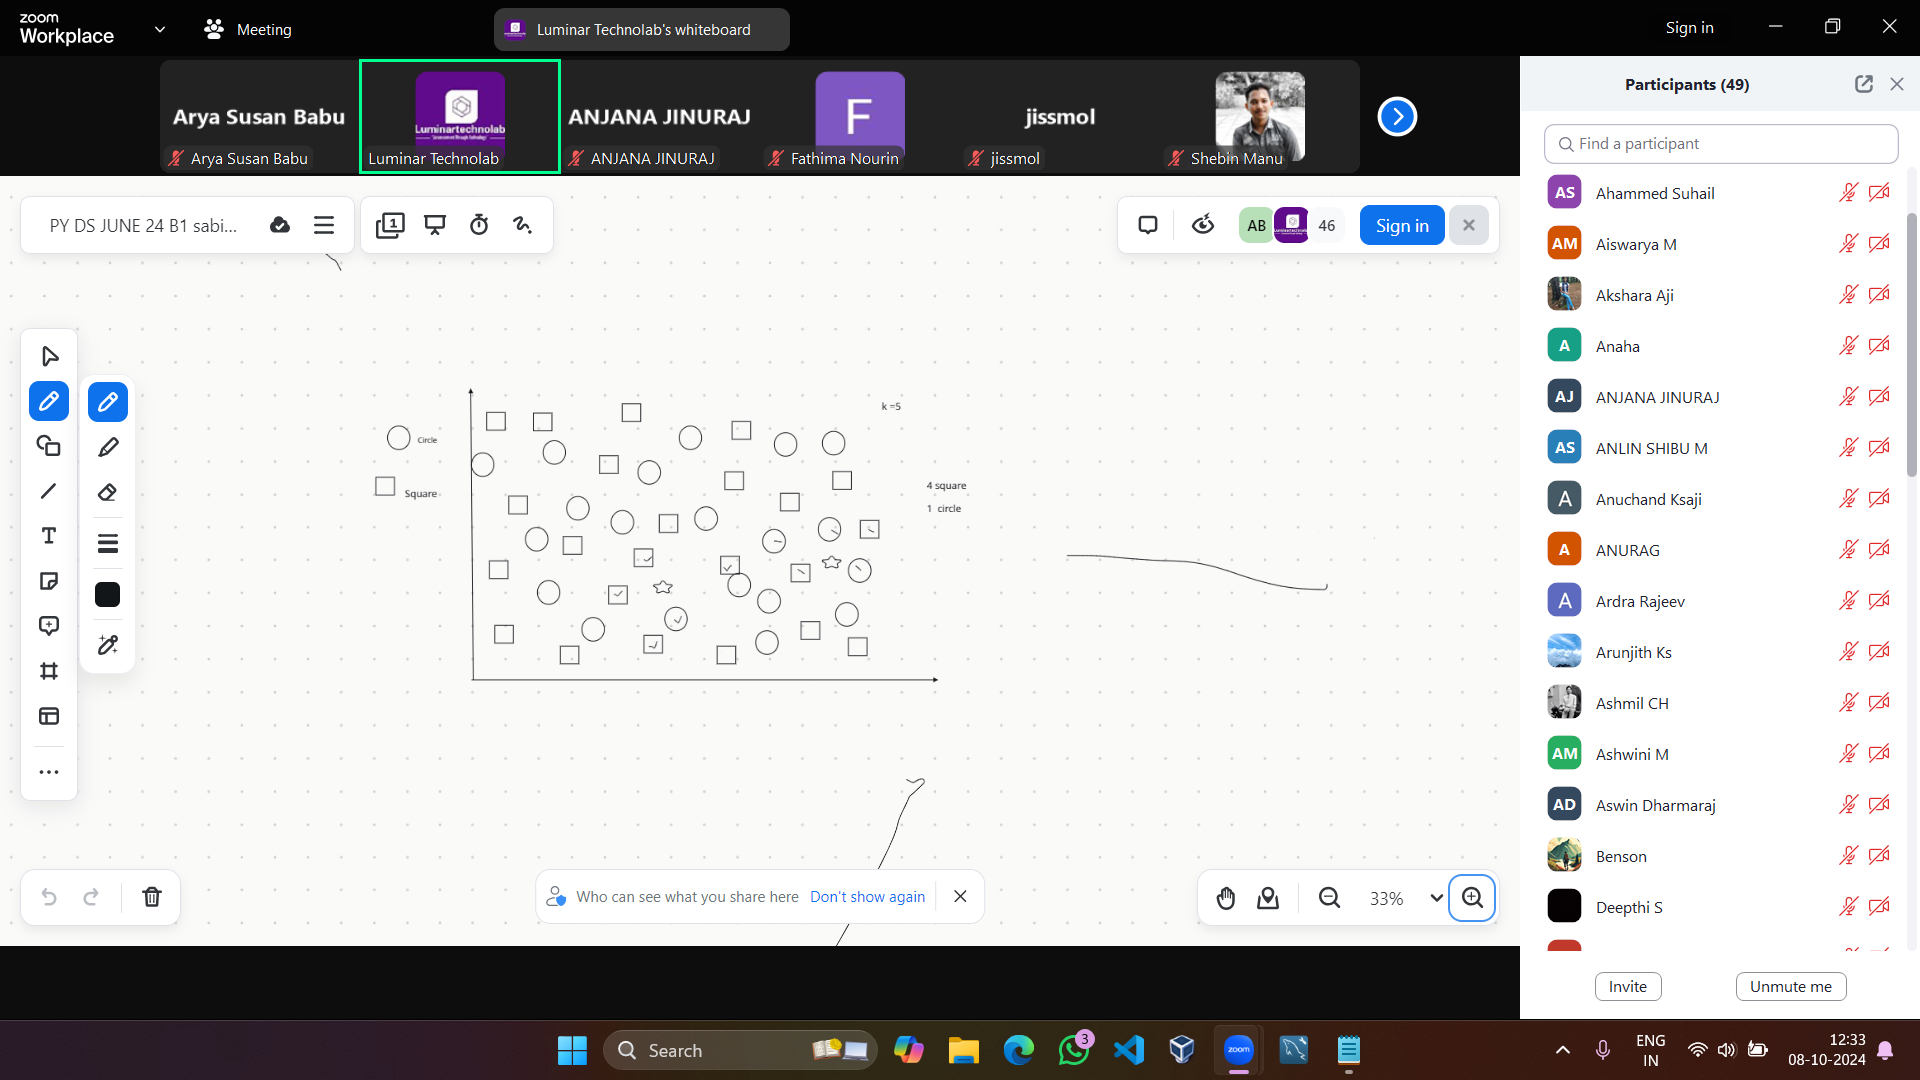 zoom
Workplace
Meeting
Luminar Technolab's whiteboard
Sign in
Arya Susan Babu
Arya Susan Babu
Luminartechnolab
Luminar Technolab
ANJANA JINURAJ
ANJANA JINURAJ
F
Fathima Nourin
jissmol
jissmol
Shebin Manu
PY DS JUNE 24 B1 sabi...
1
AB
46
Sign in
Circle
Square
k =5
4 square
1 circle
T
Who can see what you share here
Don't show again
33%
Participants (49)
Find a participant
AS
Ahammed Suhail
AM
Aiswarya M
Akshara Aji
A
Anaha
AJ
ANJANA JINURAJ
AS
ANLIN SHIBU M
A
Anuchand Ksaji
A
ANURAG
A
Ardra Rajeev
Arunjith Ks
Ashmil CH
AM
Ashwini M
AD
Aswin Dharmaraj
Benson
Deepthi S
Invite
Unmute me
Search
3
zoom
ENG
IN
12:33
08-10-2024